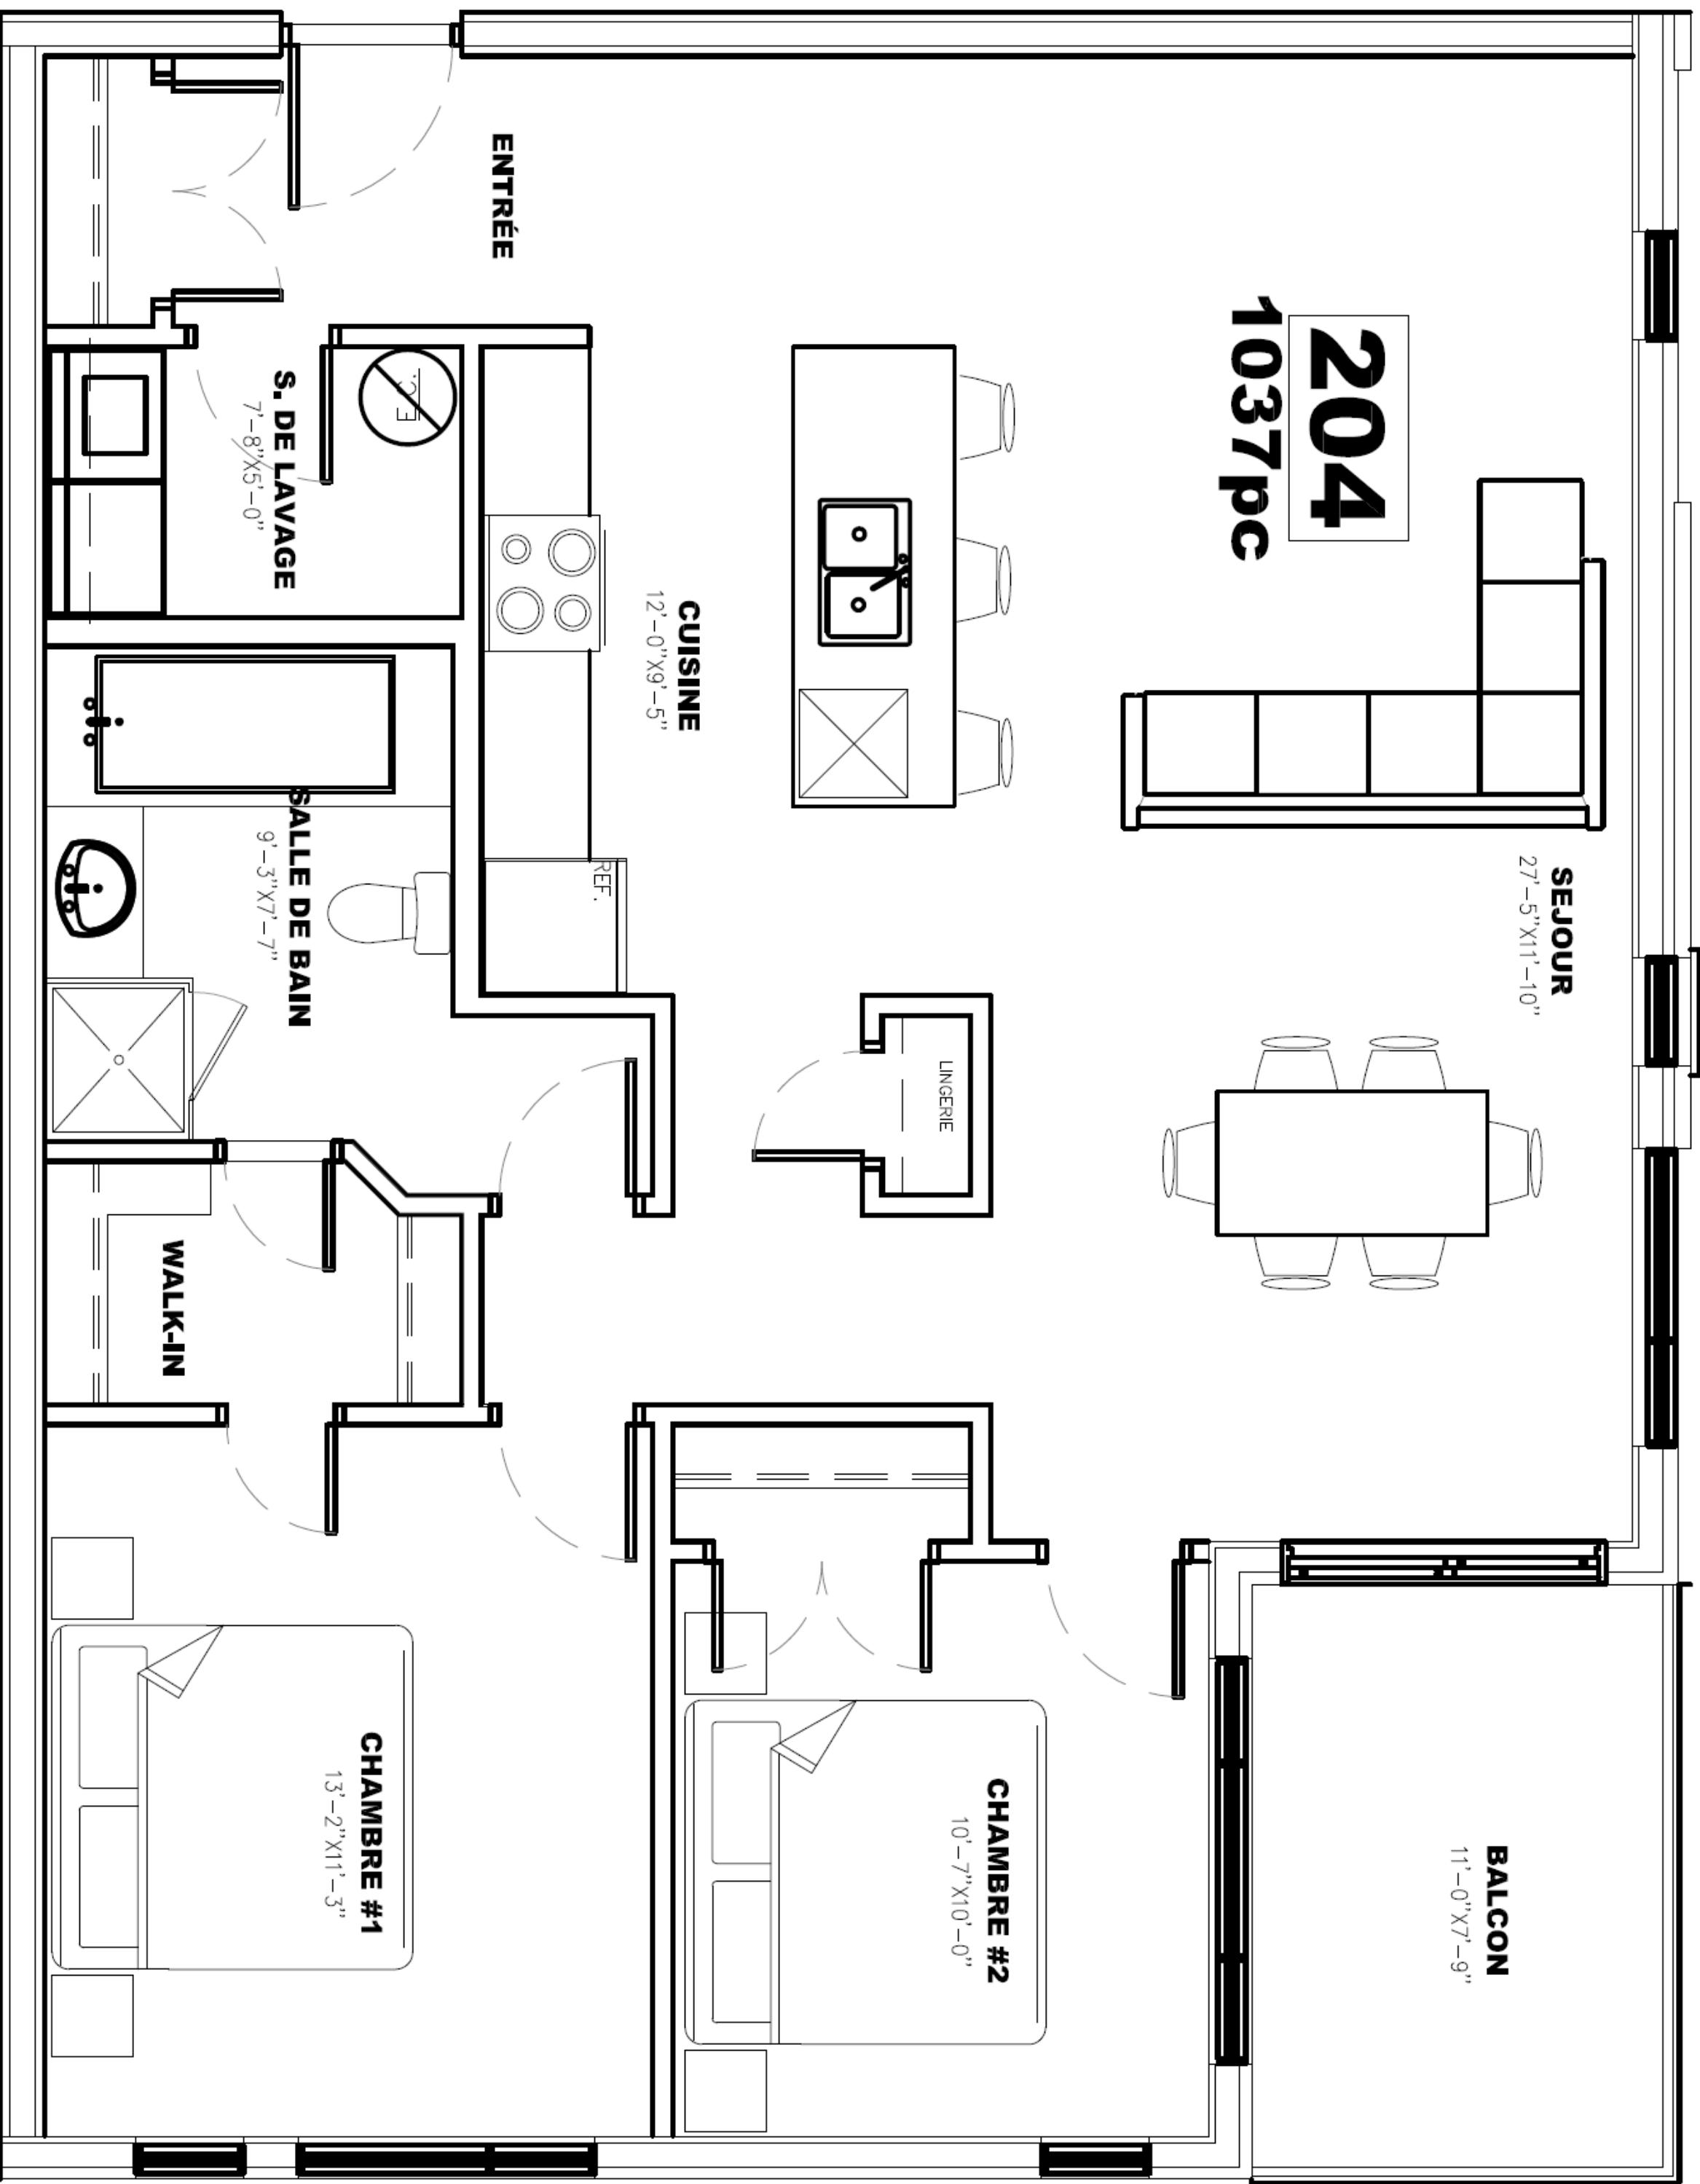 204
1037pc
SEJOUR
27'-5"X11'-10"
BALCON
11'-0"X7'-9"
LINGERIE
CHAMBRE #2
10'-7"X10'-0"
CUISINE
12'-0"X9'-5"
REF.
ENTRÉE
E.C.
S. DE LAVAGE
7'-8"X5'-0"
SALLE DE BAIN
9'-3"X7'-7"
WALK-IN
CHAMBRE #1
13'-2"X11'-3"